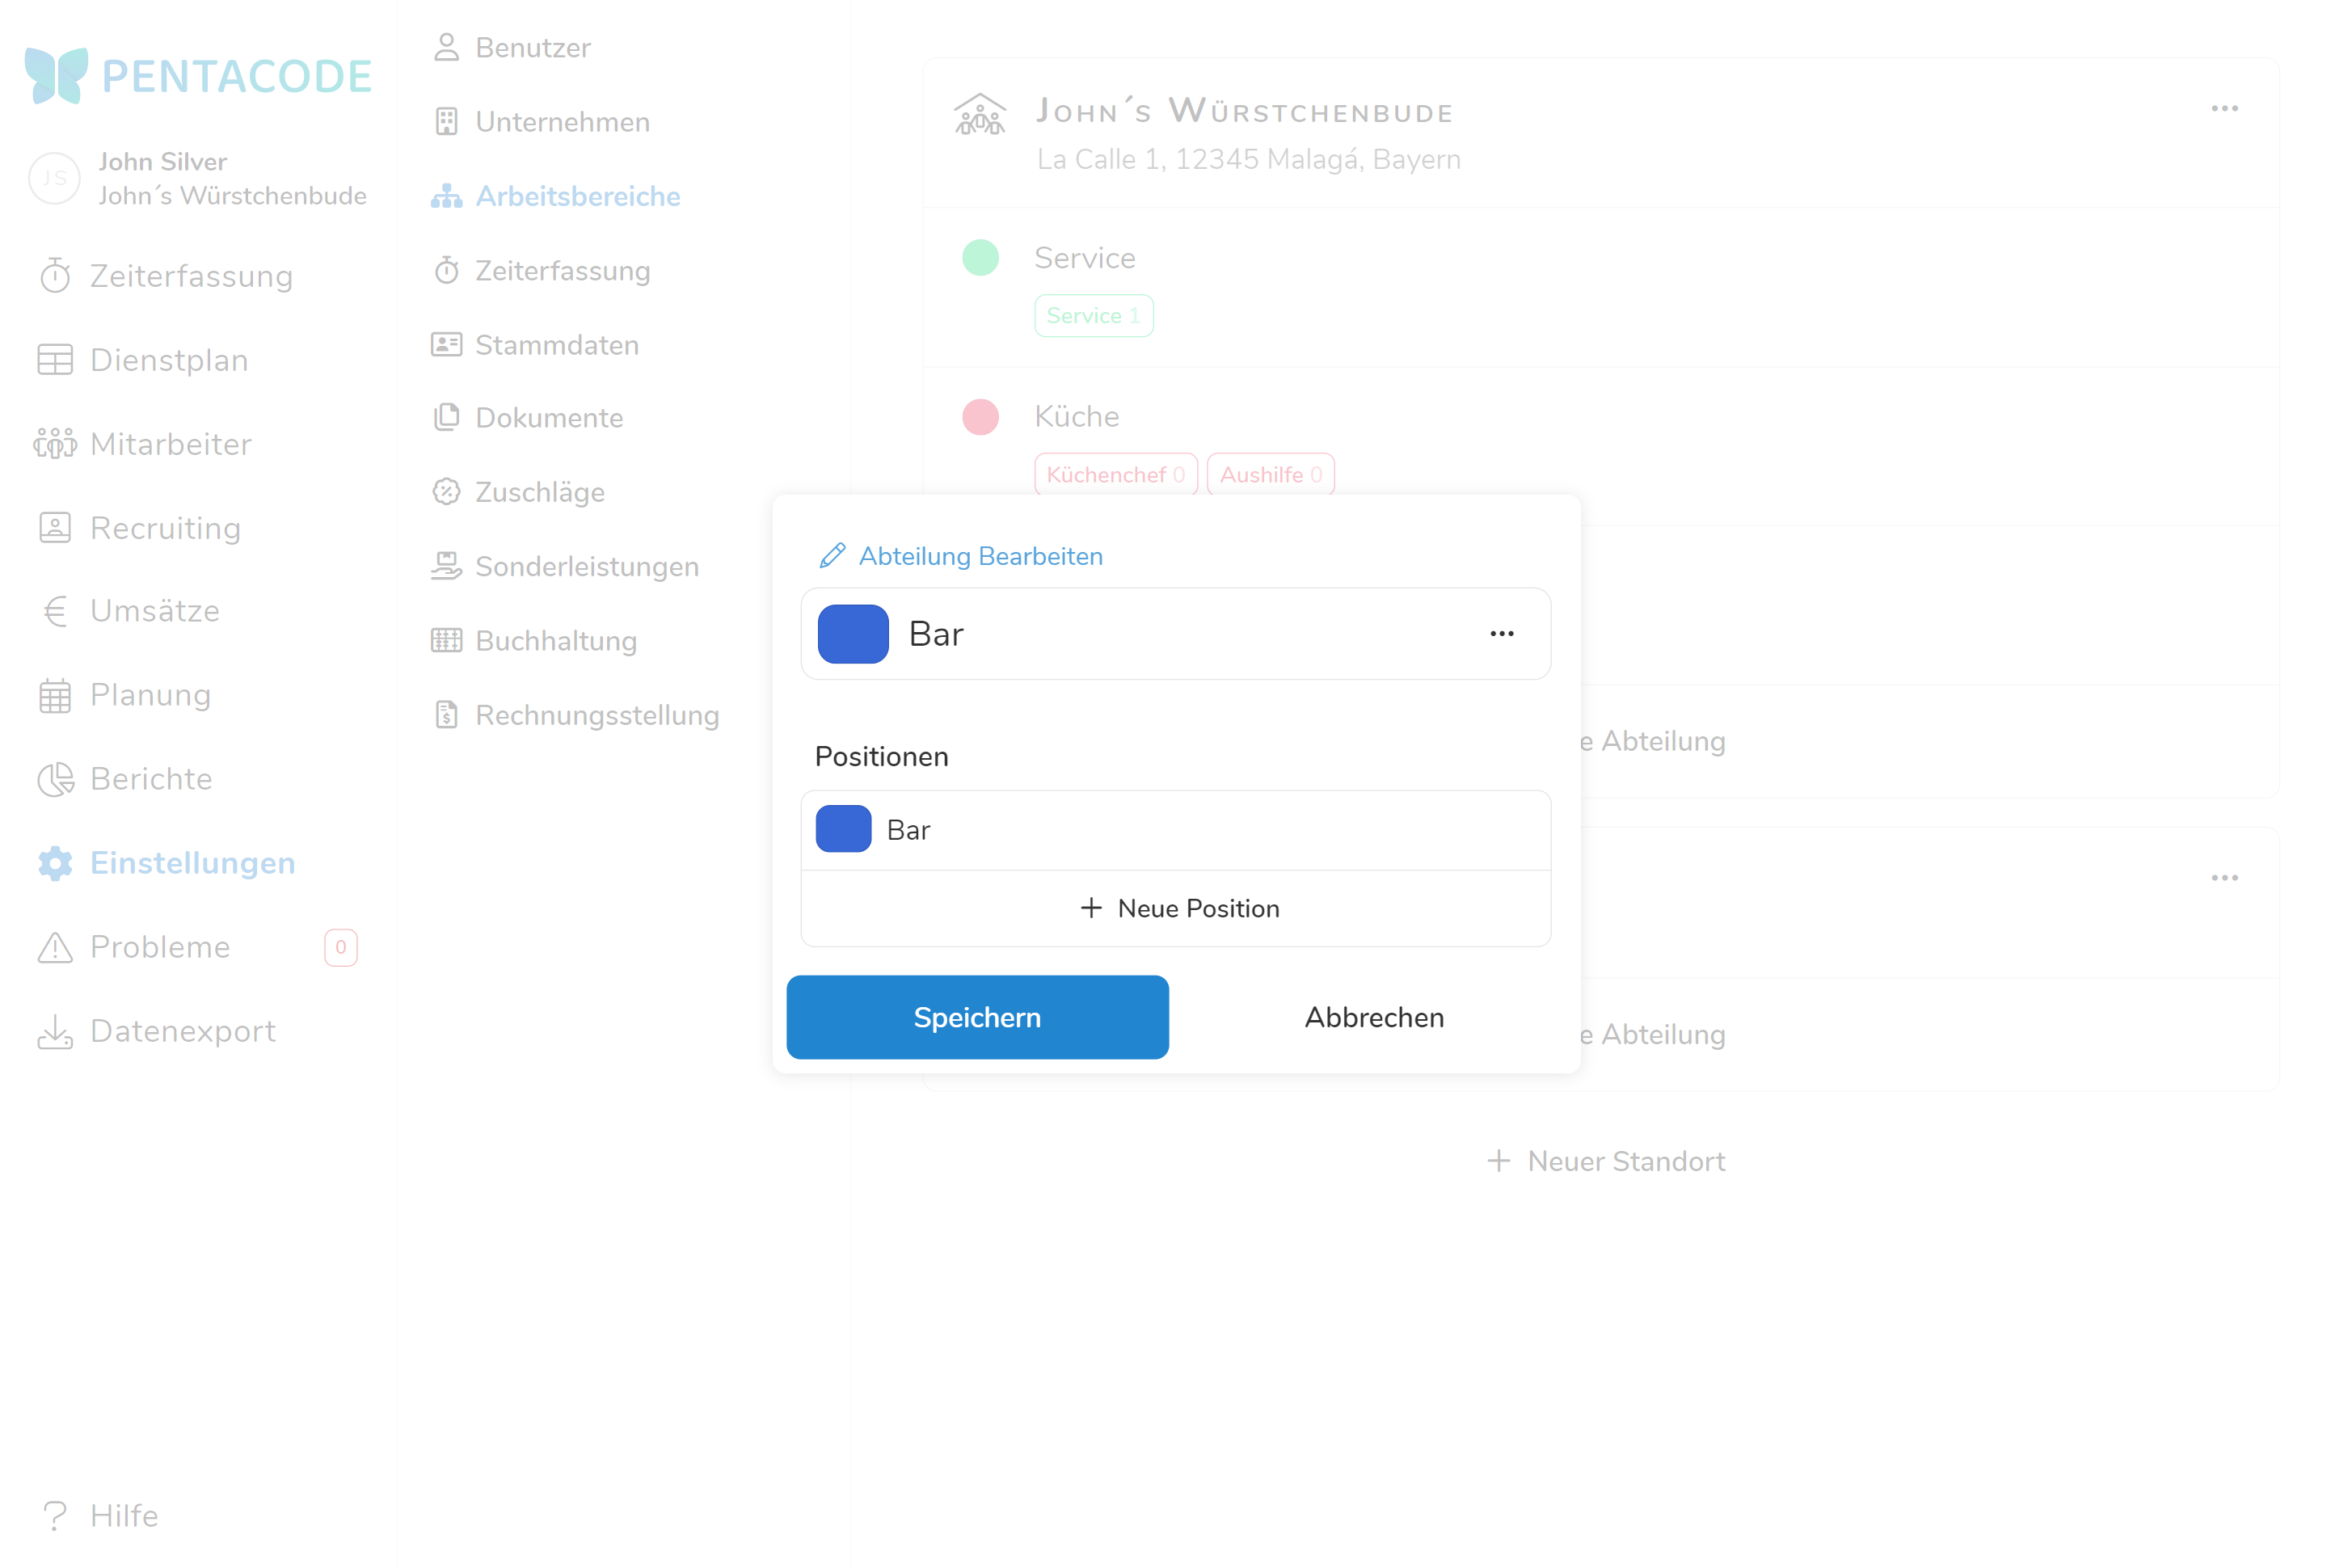 PENTACODE
JS
John Silver
John´s Würstchenbude
Zeiterfassung
Dienstplan
Mitarbeiter
Recruiting
Umsätze
Planung
Berichte
Einstellungen
Probleme 0
Datenexport
Hilfe
Benutzer
Unternehmen
Arbeitsbereiche
Zeiterfassung
Stammdaten
Dokumente
Zuschläge
Sonderleistungen
Buchhaltung
Rechnungsstellung
John´s Würstchenbude
La Calle 1, 12345 Malagá, Bayern
Service
Service 1
Küche
Küchenchef 0 Aushilfe 0
e Abteilung
e Abteilung
Neuer Standort
Abteilung Bearbeiten
Bar
Positionen
Bar
Neue Position
Speichern Abbrechen